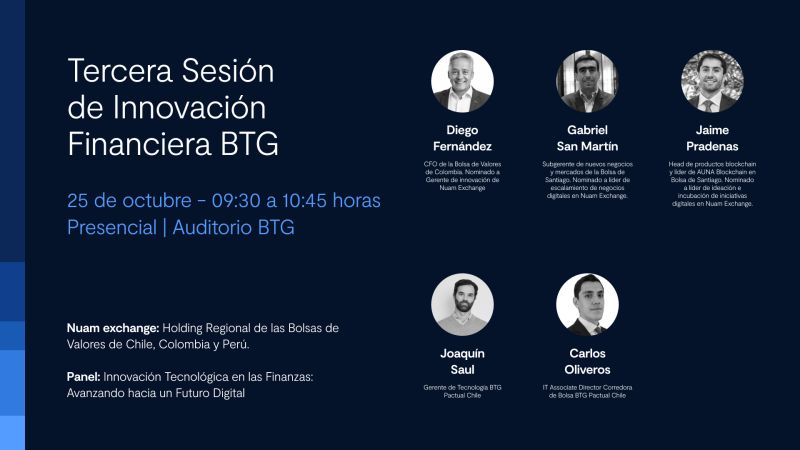 Tercera Sesión
de Innovación
Financiera BTG
25 de octubre - 09:30 a 10:45 horas
Presencial | Auditorio BTG
Nuam exchange: Holding Regional de las Bolsas de
Valores de Chile, Colombia y Perú.
Panel: Innovación Tecnológica en las Finanzas:
Avanzando hacia un Futuro Digital
Diego
Fernández
CFO de la Bolsa de Valores
de Colombia. Nominado a
Gerente de innovación de
Nuam Exchange
Gabriel
San Martín
Subgerente de nuevos negocios
y mercados de la Bolsa de
Santiago. Nominado a lider de
escalamiento de negocios
digitales en Nuam Exchange.
Jaime
Pradenas
Head de productos blockchain
y lider de AUNA Blockchain en
Bolsa de Santiago. Nominado
a lider de ideación e
incubación de iniciativas
digitales en Nuam Exchange.
Joaquín
Saul
Gerente de Tecnología BTG
Pactual Chile
Carlos
Oliveros
IT Associate Director Corredora
de Bolsa BTG Pactual Chile